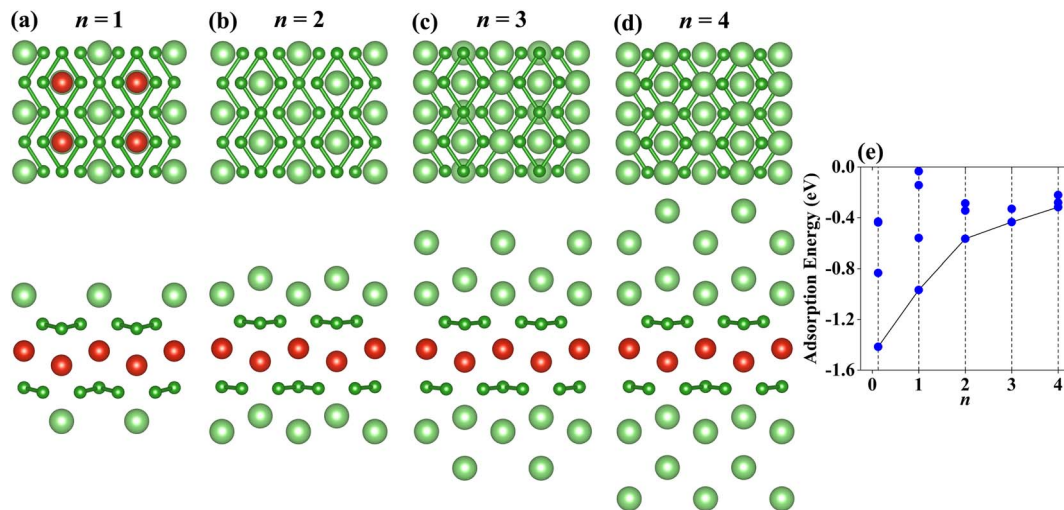 (a) n = 1
(b) n = 2
(c) n = 3
(d) n = 4
(e)
Adsorption Energy (eV)
0.0
-0.4
-0.8
-1.2
-1.6
0 1 2 3 4
n